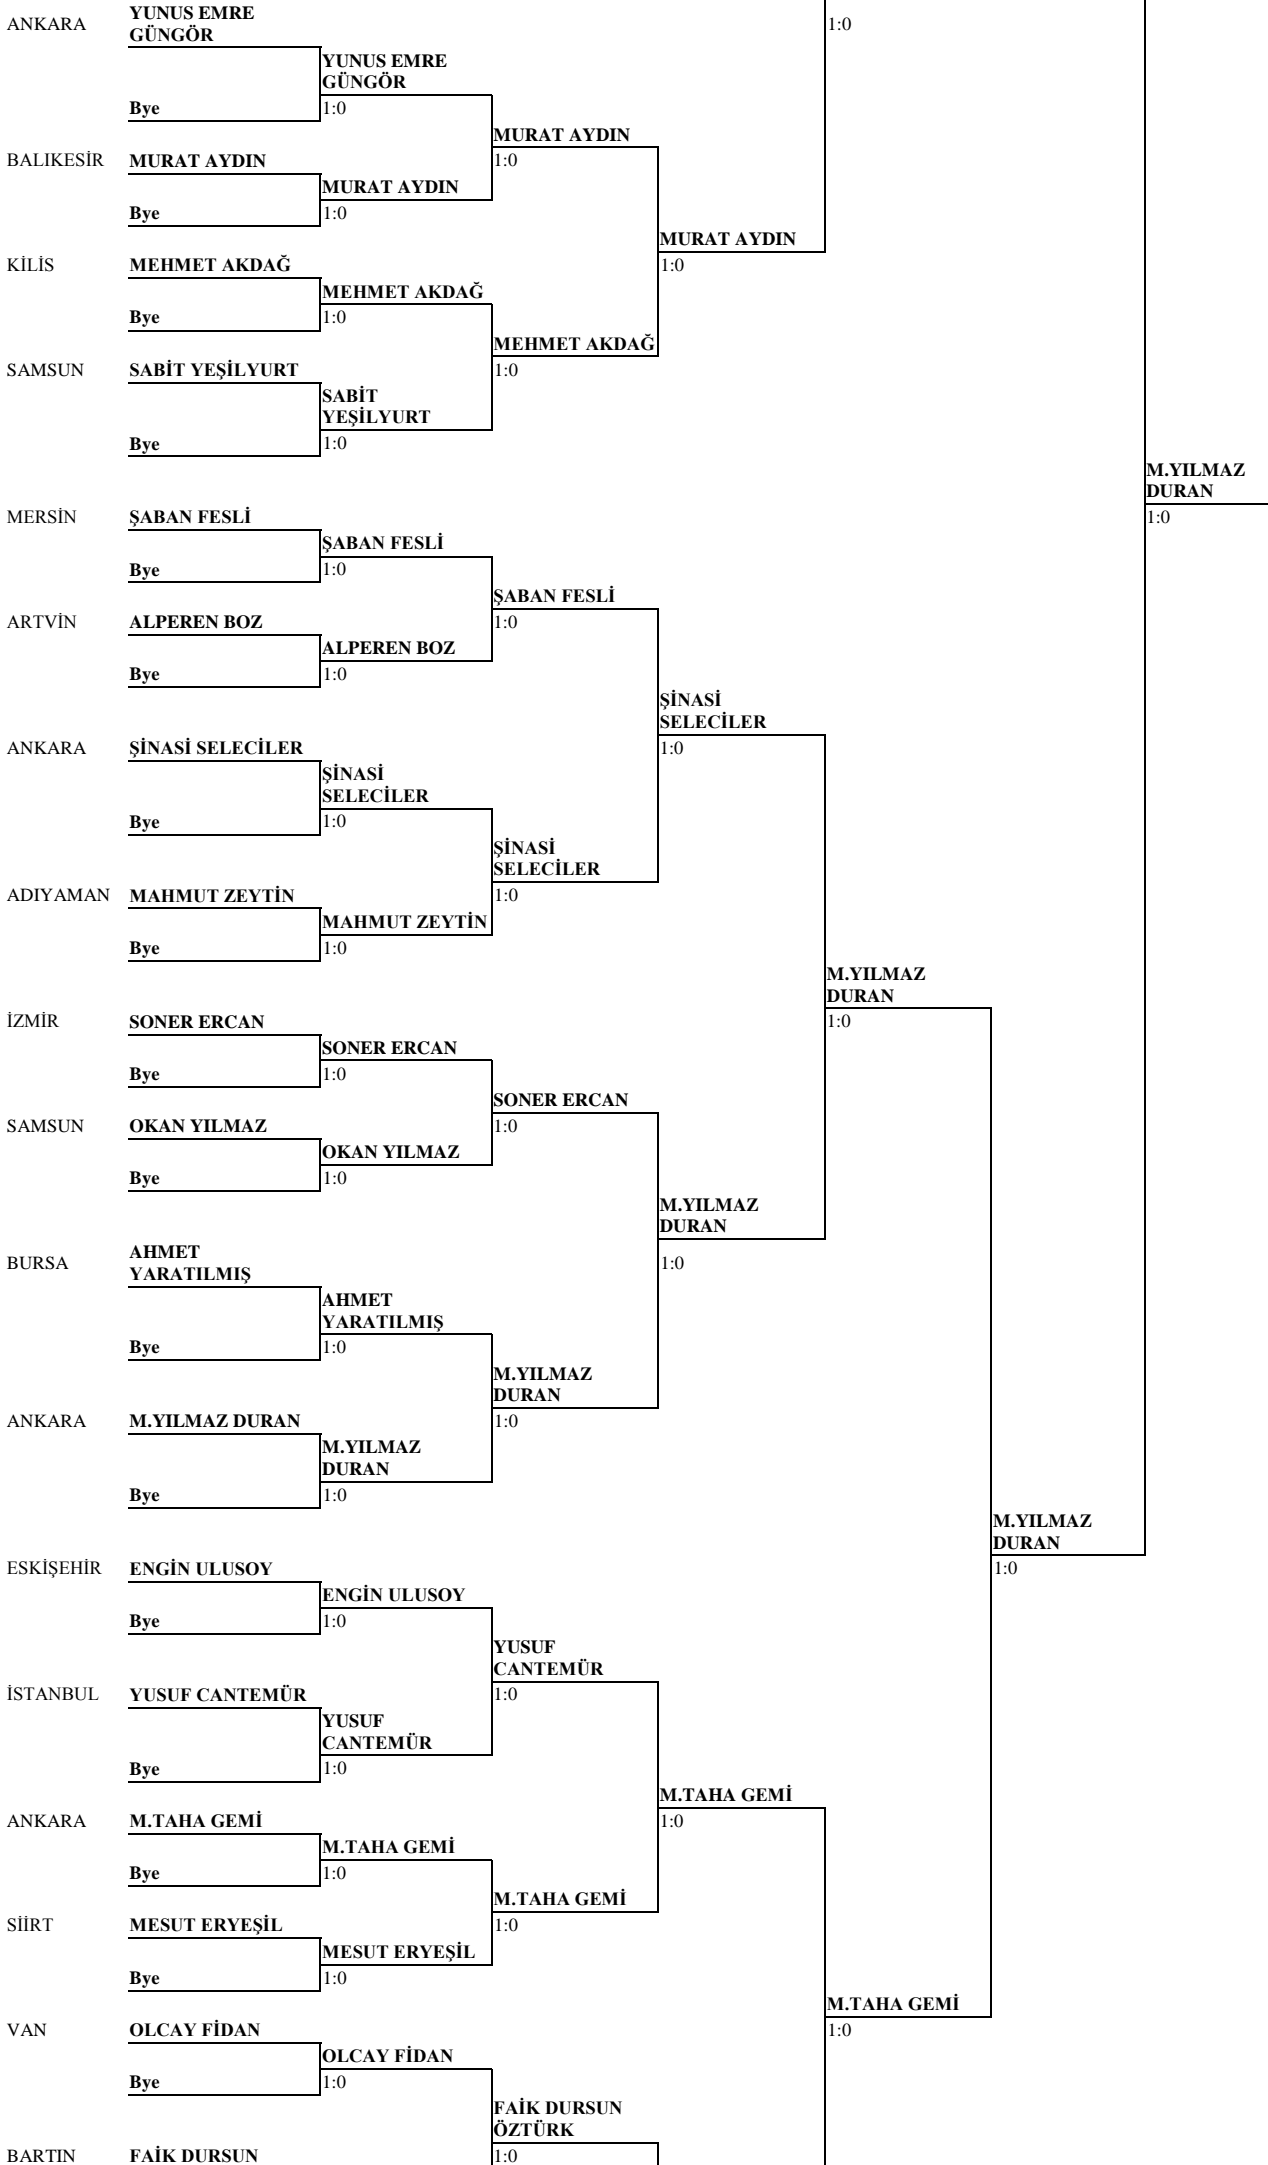 ANKARA
YUNUS EMRE
GÜNGÖR
1:0
YUNUS EMRE
GÜNGÖR
Bye
1:0
MURAT AYDIN
BALIKESİR
MURAT AYDIN
1:0
MURAT AYDIN
Bye
1:0
MURAT AYDIN
KİLİS
MEHMET AKDAĞ
1:0
MEHMET AKDAĞ
Bye
1:0
MEHMET AKDAĞ
SAMSUN
SABİT YEŞİLYURT
1:0
SABİT
YEŞİLYURT
Bye
1:0
M.YILMAZ
DURAN
MERSİN
ŞABAN FESLİ
1:0
ŞABAN FESLİ
Bye
1:0
ŞABAN FESLİ
ARTVİN
ALPEREN BOZ
1:0
ALPEREN BOZ
Bye
1:0
ŞİNASİ
SELECİLER
ANKARA
ŞİNASİ SELECİLER
1:0
ŞİNASİ
SELECİLER
Bye
1:0
ŞİNASİ
SELECİLER
ADIYAMAN
MAHMUT ZEYTİN
1:0
MAHMUT ZEYTİN
Bye
1:0
M.YILMAZ
DURAN
İZMİR
SONER ERCAN
1:0
SONER ERCAN
Bye
1:0
SONER ERCAN
SAMSUN
OKAN YILMAZ
1:0
OKAN YILMAZ
Bye
1:0
M.YILMAZ
DURAN
BURSA
AHMET
YARATILMIŞ
1:0
AHMET
YARATILMIŞ
Bye
1:0
M.YILMAZ
DURAN
ANKARA
M.YILMAZ DURAN
1:0
M.YILMAZ
DURAN
Bye
1:0
M.YILMAZ
DURAN
ESKİŞEHİR
ENGİN ULUSOY
1:0
ENGİN ULUSOY
Bye
1:0
YUSUF
CANTEMÜR
İSTANBUL
YUSUF CANTEMÜR
1:0
YUSUF
CANTEMÜR
Bye
1:0
M.TAHA GEMİ
ANKARA
M.TAHA GEMİ
1:0
M.TAHA GEMİ
Bye
1:0
M.TAHA GEMİ
SİİRT
MESUT ERYEŞİL
1:0
MESUT ERYEŞİL
Bye
1:0
M.TAHA GEMİ
VAN
OLCAY FİDAN
1:0
OLCAY FİDAN
Bye
1:0
FAİK DURSUN
ÖZTÜRK
BARTIN
FAİK DURSUN
1:0